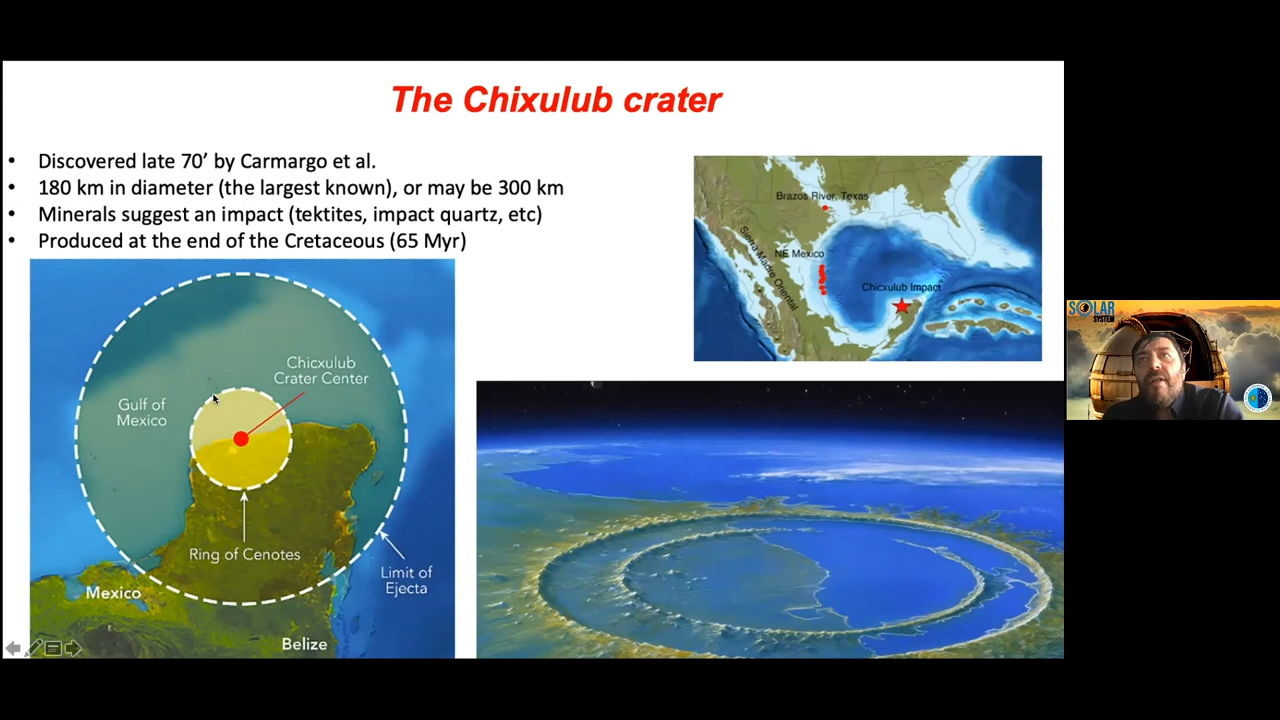 The Chixulub crater
• Discovered late 70’ by Carmargo et al.
• 180 km in diameter (the largest known), or may be 300 km
• Minerals suggest an impact (tektites, impact quartz, etc)
• Produced at the end of the Cretaceous (65 Myr)
Chicxulub
Crater Center
Gulf of
Mexico
Ring of Cenotes
Limit of
Ejecta
Mexico
Belize
Brazos River, Texas
Sierra Madre Oriental
NE Mexico
Chicxulub Impact
SOLAR
SYSTEM